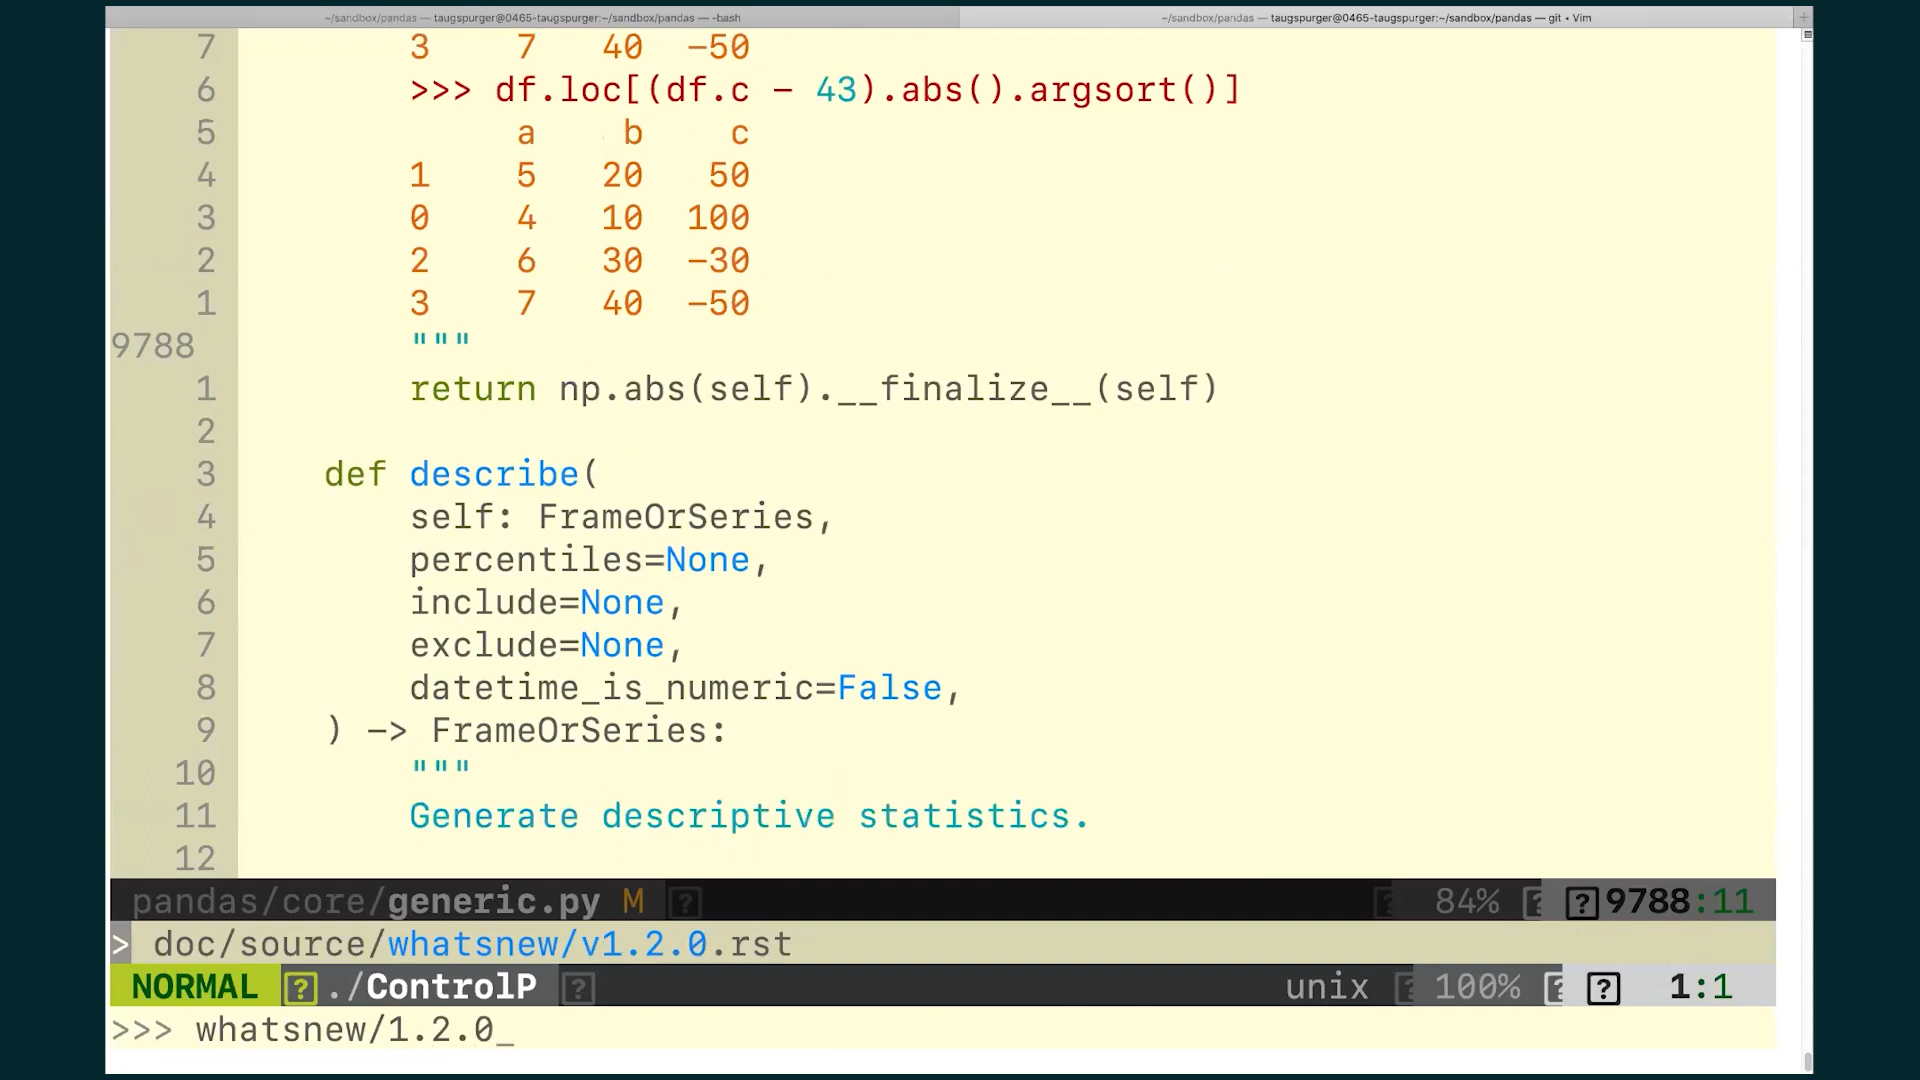 ~/sandbox/pandas — taugspurger@0465-taugspurger:~/sandbox/pandas — -bash
~/sandbox/pandas — taugspurger@0465-taugspurger:~/sandbox/pandas — git • Vim
+
7 3 7 40 -50
6 >>> df.loc[(df.c - 43).abs().argsort()]
5 a b c
4 1 5 20 50
3 0 4 10 100
2 2 6 30 -30
1 3 7 40 -50
9788 """
1 return np.abs(self).__finalize__(self)
2
3 def describe(
4 self: FrameOrSeries,
5 percentiles=None,
6 include=None,
7 exclude=None,
8 datetime_is_numeric=False,
9 ) -> FrameOrSeries:
10 """
11 Generate descriptive statistics.
12
pandas/core/generic.py M ? ? 84% ? ? 9788:11
> doc/source/whatsnew/v1.2.0.rst
NORMAL ? ./ControlP ? unix ? 100% ? ? 1:1
>>> whatsnew/1.2.0_